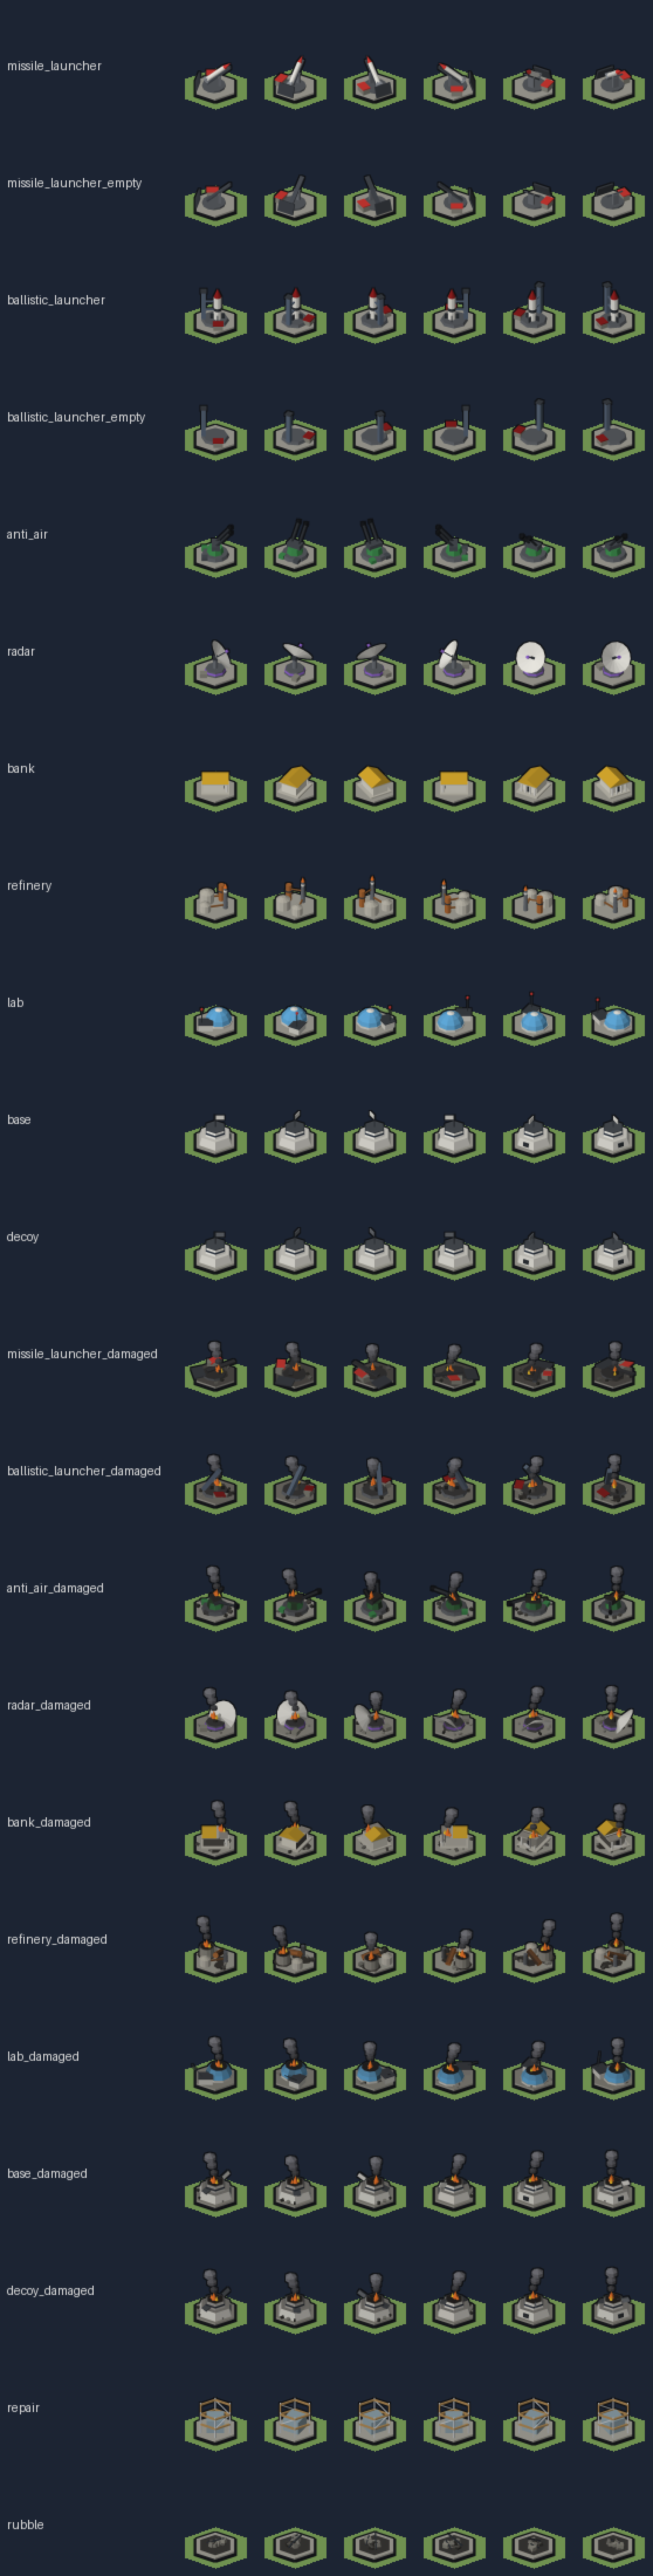 missile_launcher
missile_launcher_empty
ballistic_launcher
ballistic_launcher_empty
anti_air
radar
bank
refinery
lab
base
decoy
missile_launcher_damaged
ballistic_launcher_damaged
anti_air_damaged
radar_damaged
bank_damaged
refinery_damaged
lab_damaged
base_damaged
decoy_damaged
repair
rubble